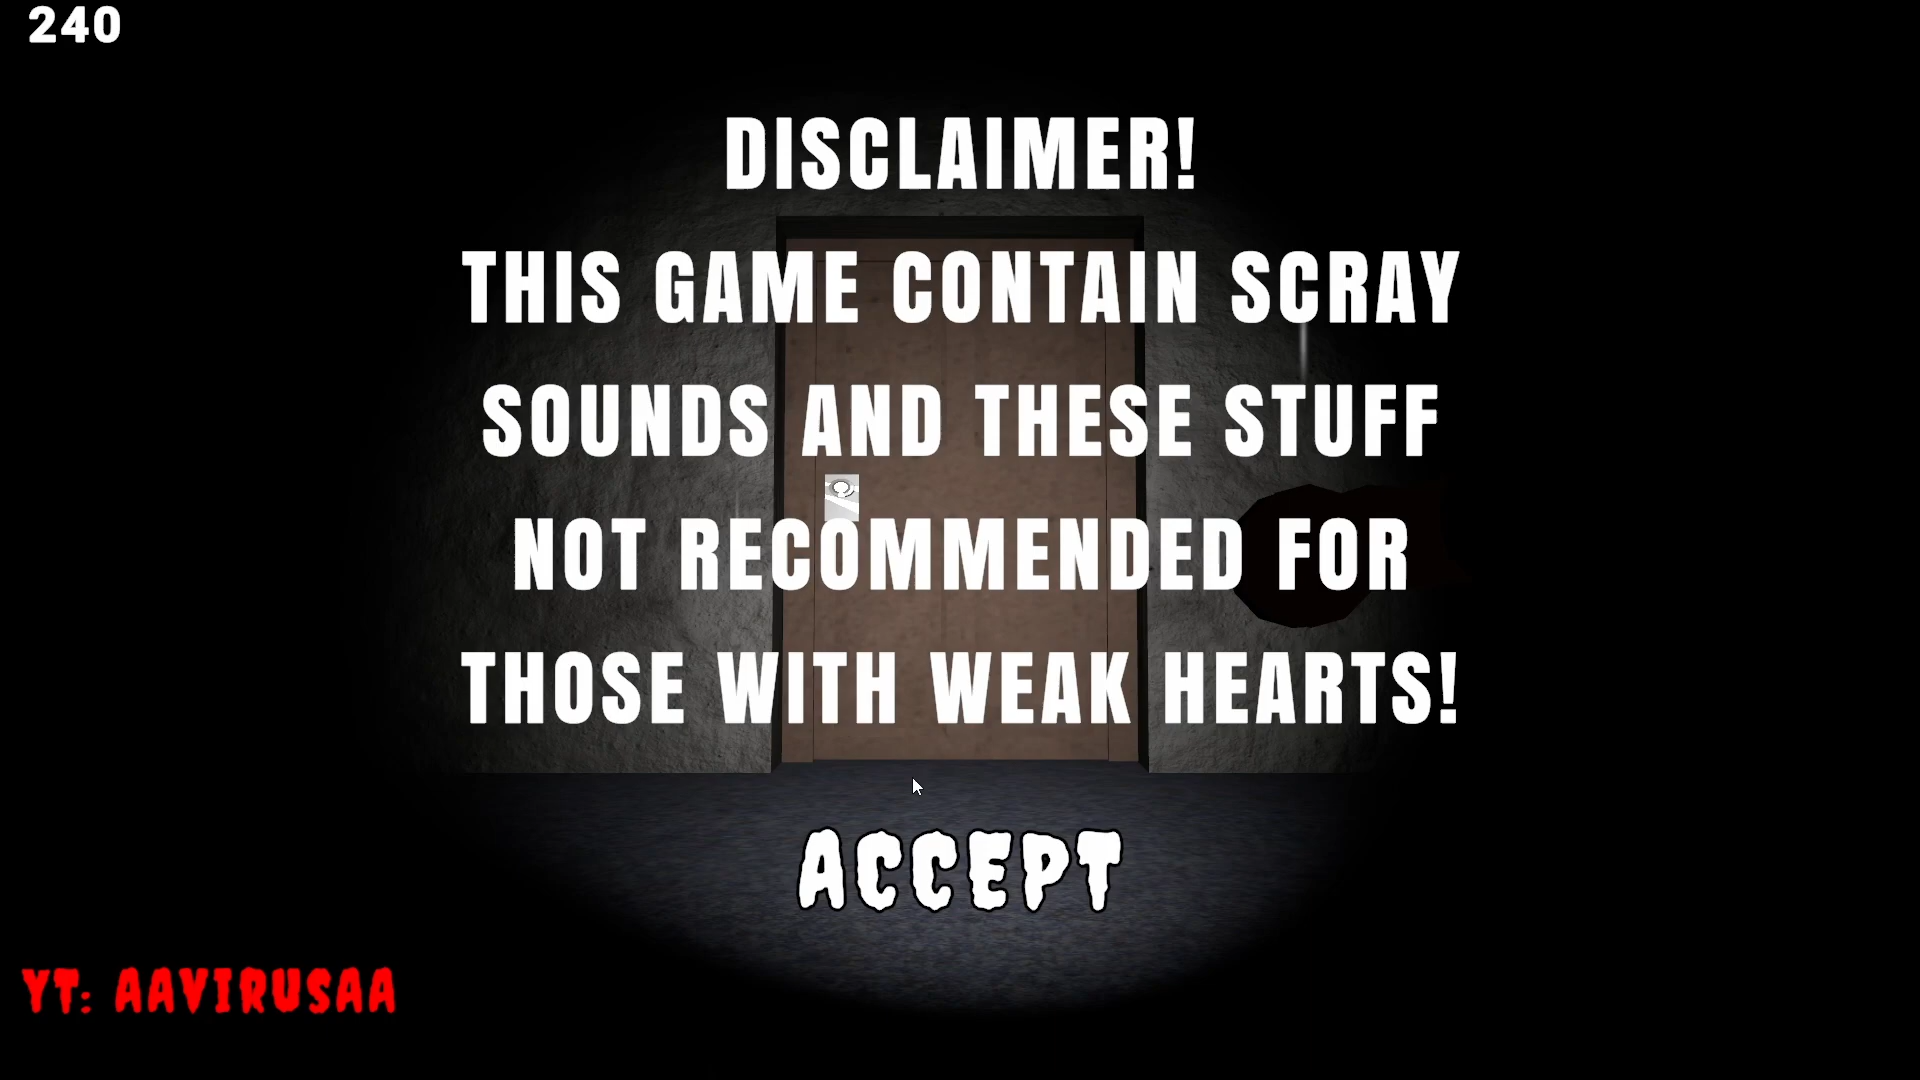 240
DISCLAIMER!
THIS GAME CONTAIN SCRAY
SOUNDS AND THESE STUFF
NOT RECOMMENDED FOR
THOSE WITH WEAK HEARTS!
ACCEPT
YT: AAVIRUSAA